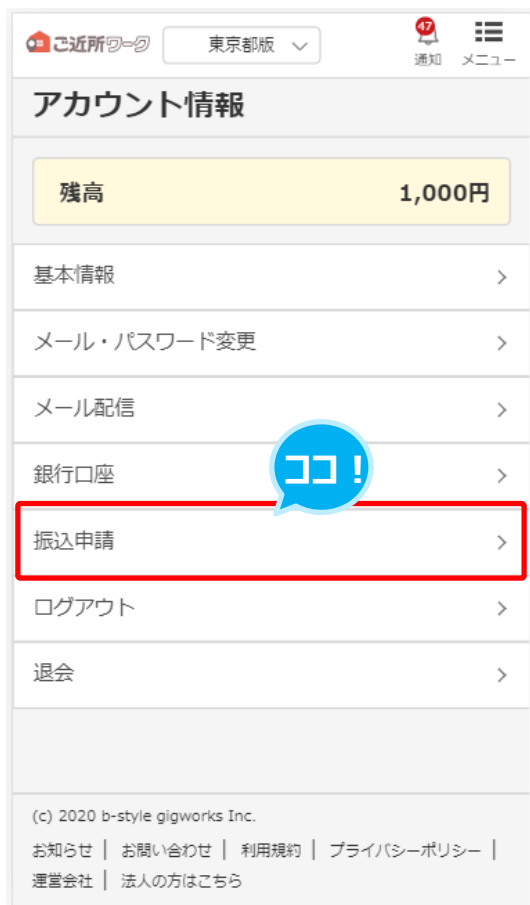 ご近所ワーク 東京都版 47 通知 メニュー
アカウント情報
残高 1,000円
基本情報
メール・パスワード変更
メール配信
銀行口座
ココ！
振込申請
ログアウト
退会
(c) 2020 b-style gigworks Inc.
お知らせ | お問い合わせ | 利用規約 | プライバシーポリシー |
運営会社 | 法人の方はこちら